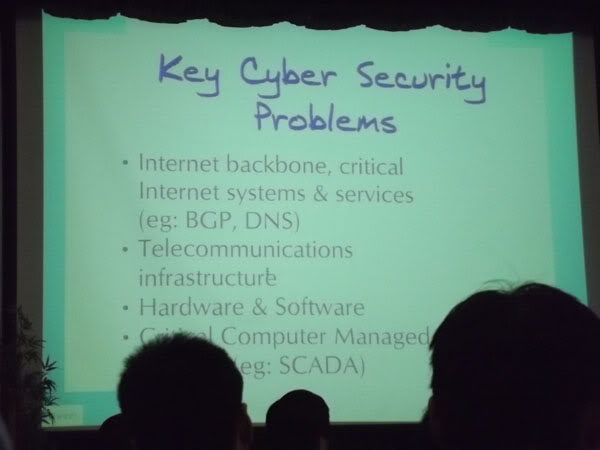 Key Cyber Security
Problems
• Internet backbone, critical
Internet systems & services
(eg: BGP, DNS)
• Telecommunications
infrastructure
• Hardware & Software
• Critical Computer Managed
(eg: SCADA)